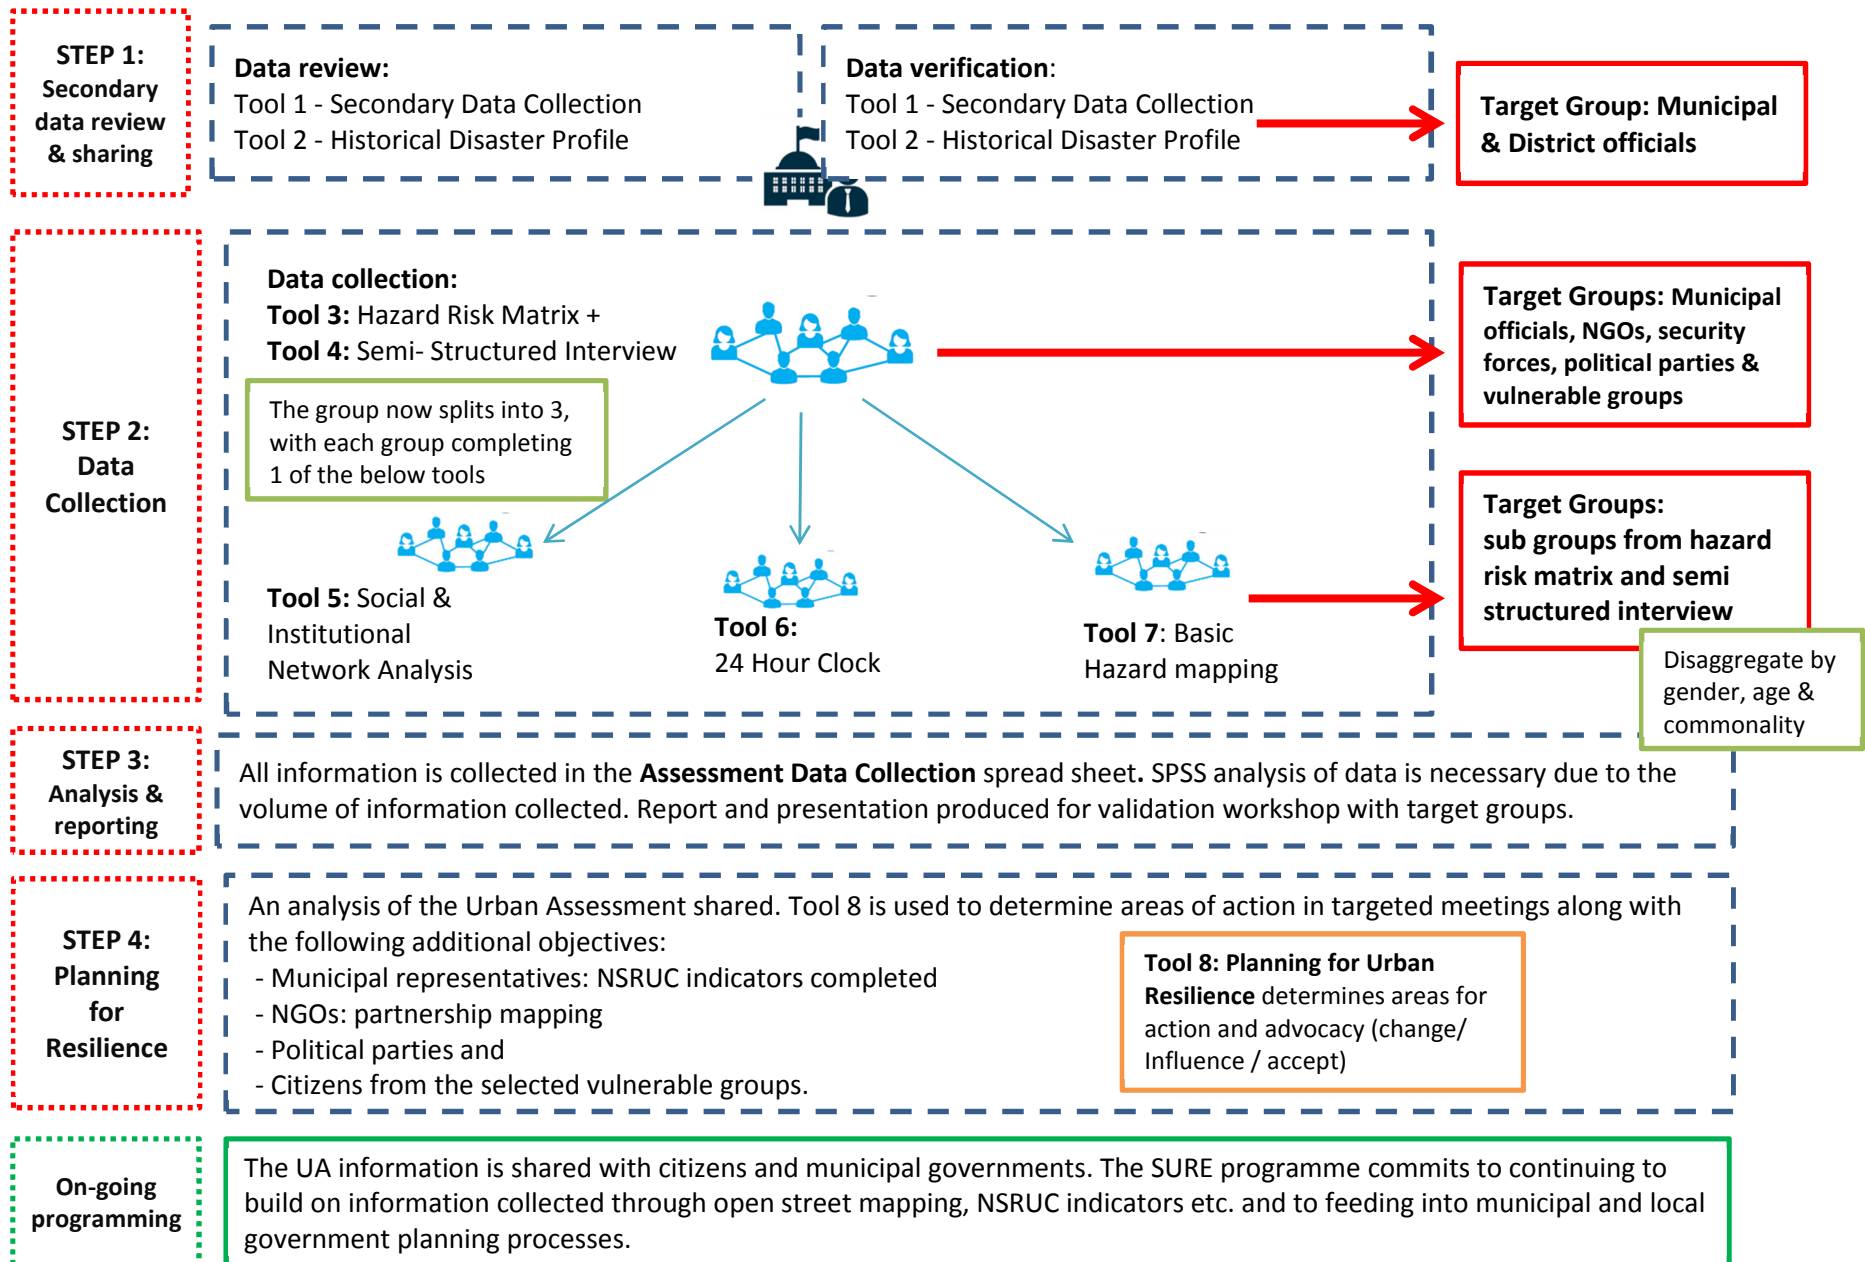 STEP 1:
Secondary
data review
& sharing
Data review:
Tool 1 - Secondary Data Collection
Tool 2 - Historical Disaster Profile
Data verification:
Tool 1 - Secondary Data Collection
Tool 2 - Historical Disaster Profile
Target Group: Municipal
& District officials
STEP 2:
Data
Collection
Data collection:
Tool 3: Hazard Risk Matrix +
Tool 4: Semi- Structured Interview
The group now splits into 3,
with each group completing
1 of the below tools
Target Groups: Municipal
officials, NGOs, security
forces, political parties &
vulnerable groups
Tool 5: Social &
Institutional
Network Analysis
Tool 6:
24 Hour Clock
Tool 7: Basic
Hazard mapping
Target Groups:
sub groups from hazard
risk matrix and semi
structured interview
Disaggregate by
gender, age &
commonality
STEP 3:
Analysis &
reporting
All information is collected in the Assessment Data Collection spread sheet. SPSS analysis of data is necessary due to the
volume of information collected. Report and presentation produced for validation workshop with target groups.
STEP 4:
Planning
for
Resilience
An analysis of the Urban Assessment shared. Tool 8 is used to determine areas of action in targeted meetings along with
the following additional objectives:
- Municipal representatives: NSRUC indicators completed
- NGOs: partnership mapping
- Political parties and
- Citizens from the selected vulnerable groups.
Tool 8: Planning for Urban
Resilience determines areas for
action and advocacy (change/
Influence / accept)
On-going
programming
The UA information is shared with citizens and municipal governments. The SURE programme commits to continuing to
build on information collected through open street mapping, NSRUC indicators etc. and to feeding into municipal and local
government planning processes.